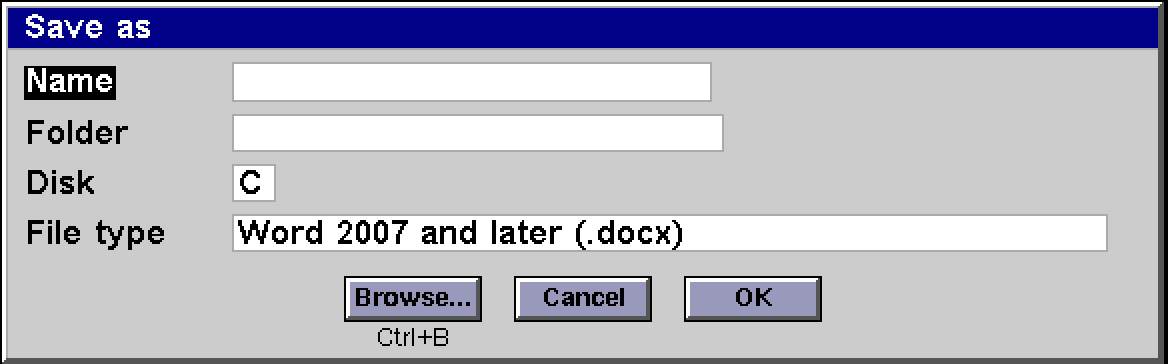 Save as
Name
Folder
Disk C
File type Word 2007 and later (.docx)
Browse... Cancel OK
Ctrl+B